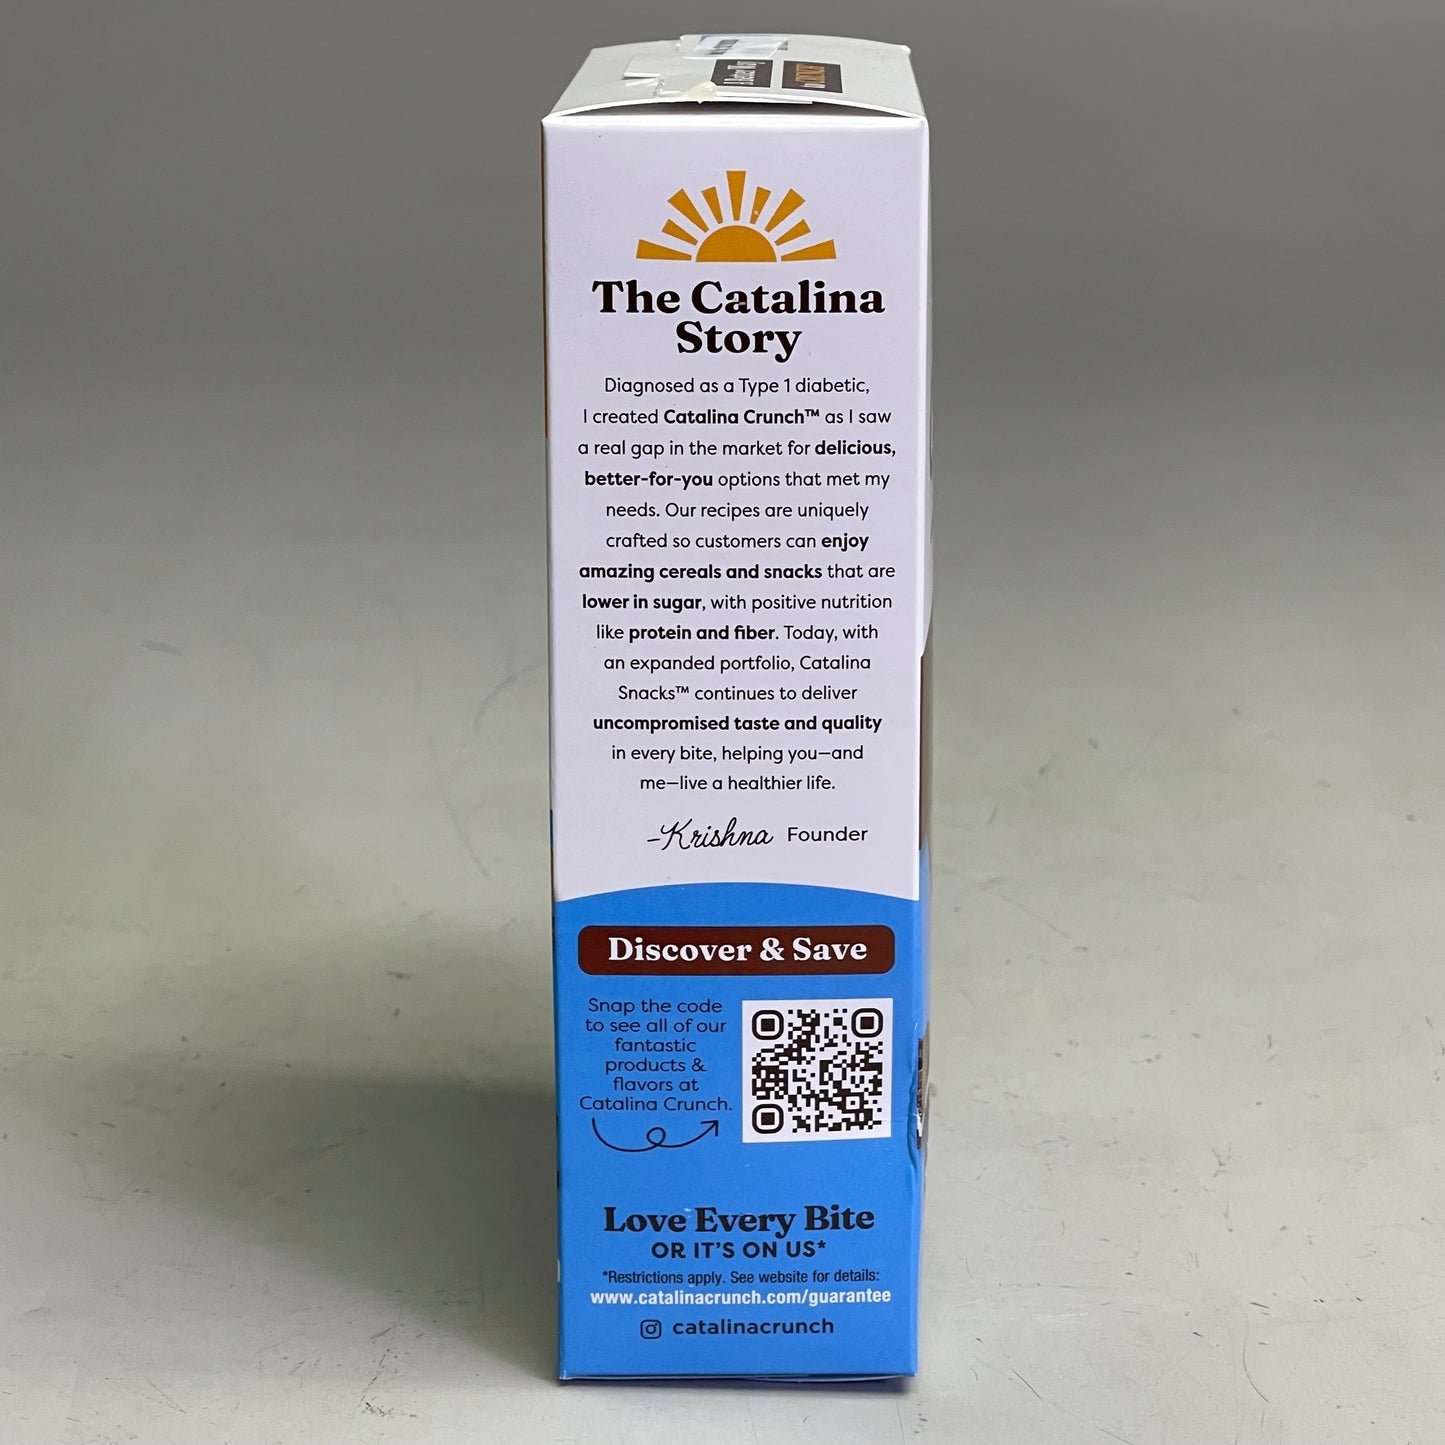 A Better Way
to CRUNCH
The Catalina
Story
Diagnosed as a Type 1 diabetic,
I created Catalina Crunch™ as I saw
a real gap in the market for delicious,
better-for-you options that met my
needs. Our recipes are uniquely
crafted so customers can enjoy
amazing cereals and snacks that are
lower in sugar, with positive nutrition
like protein and fiber. Today, with
an expanded portfolio, Catalina
Snacks™ continues to deliver
uncompromised taste and quality
in every bite, helping you—and
me—live a healthier life.
–Krishna Founder
Discover & Save
Snap the code
to see all of our
fantastic
products &
flavors at
Catalina Crunch.
Love Every Bite
OR IT'S ON US*
*Restrictions apply. See website for details:
www.catalinacrunch.com/guarantee
catalinacrunch